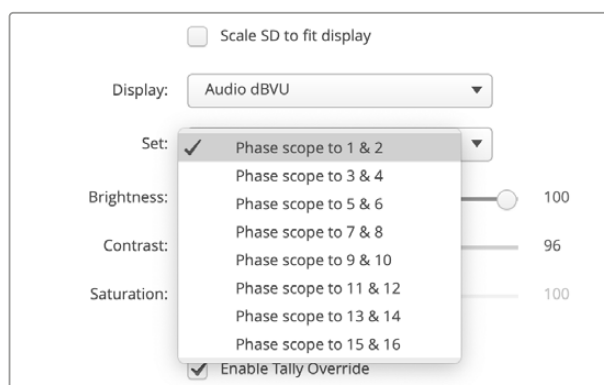 Scale SD to fit display
Display: Audio dBVU
Set:
Phase scope to 1 & 2
Phase scope to 3 & 4
Brightness: 100
Phase scope to 5 & 6
Phase scope to 7 & 8
Contrast: 96
Phase scope to 9 & 10
Phase scope to 11 & 12
Saturation: 100
Phase scope to 13 & 14
Phase scope to 15 & 16
Enable Tally Override